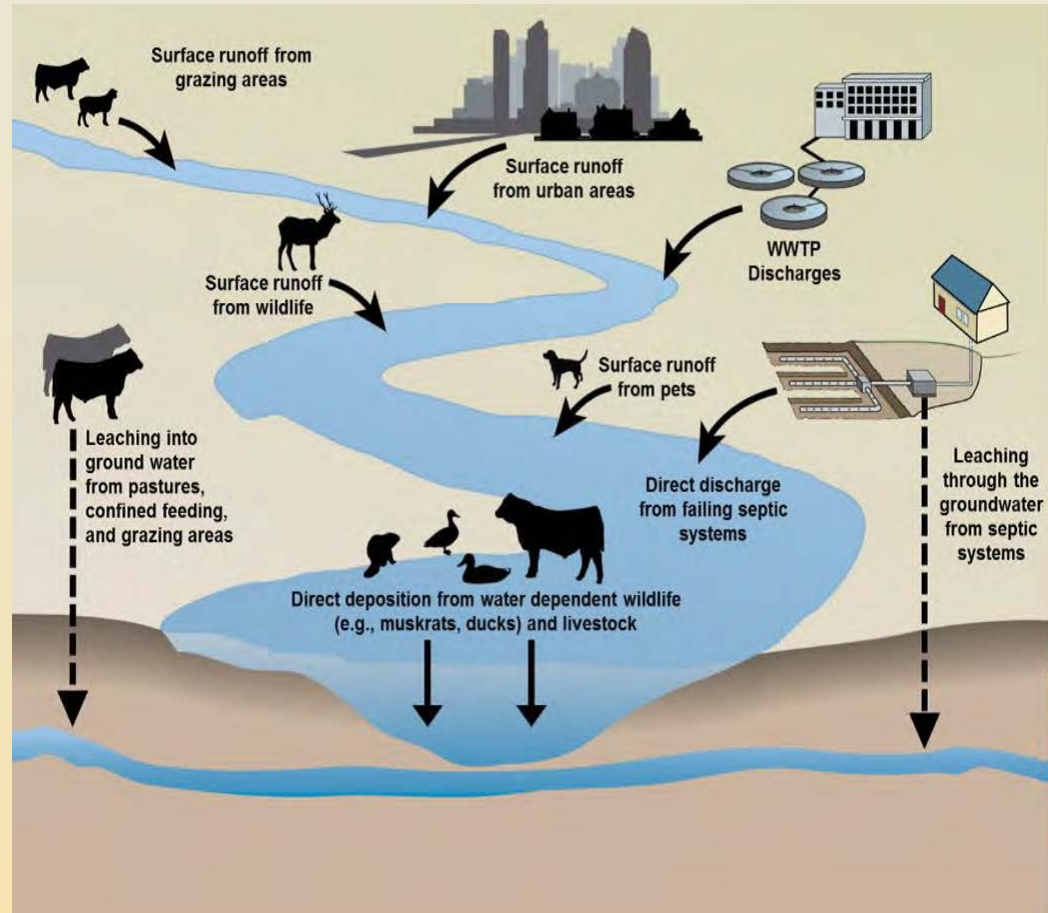 Surface runoff from
grazing areas
Surface runoff
from urban areas
WWTP
Discharges
Surface runoff
from wildlife
Surface runoff
from pets
Leaching into
ground water
from pastures,
confined feeding,
and grazing areas
Direct discharge
from failing septic
systems
Leaching
through the
groundwater
from septic
systems
Direct deposition from water dependent wildlife
(e.g., muskrats, ducks) and livestock